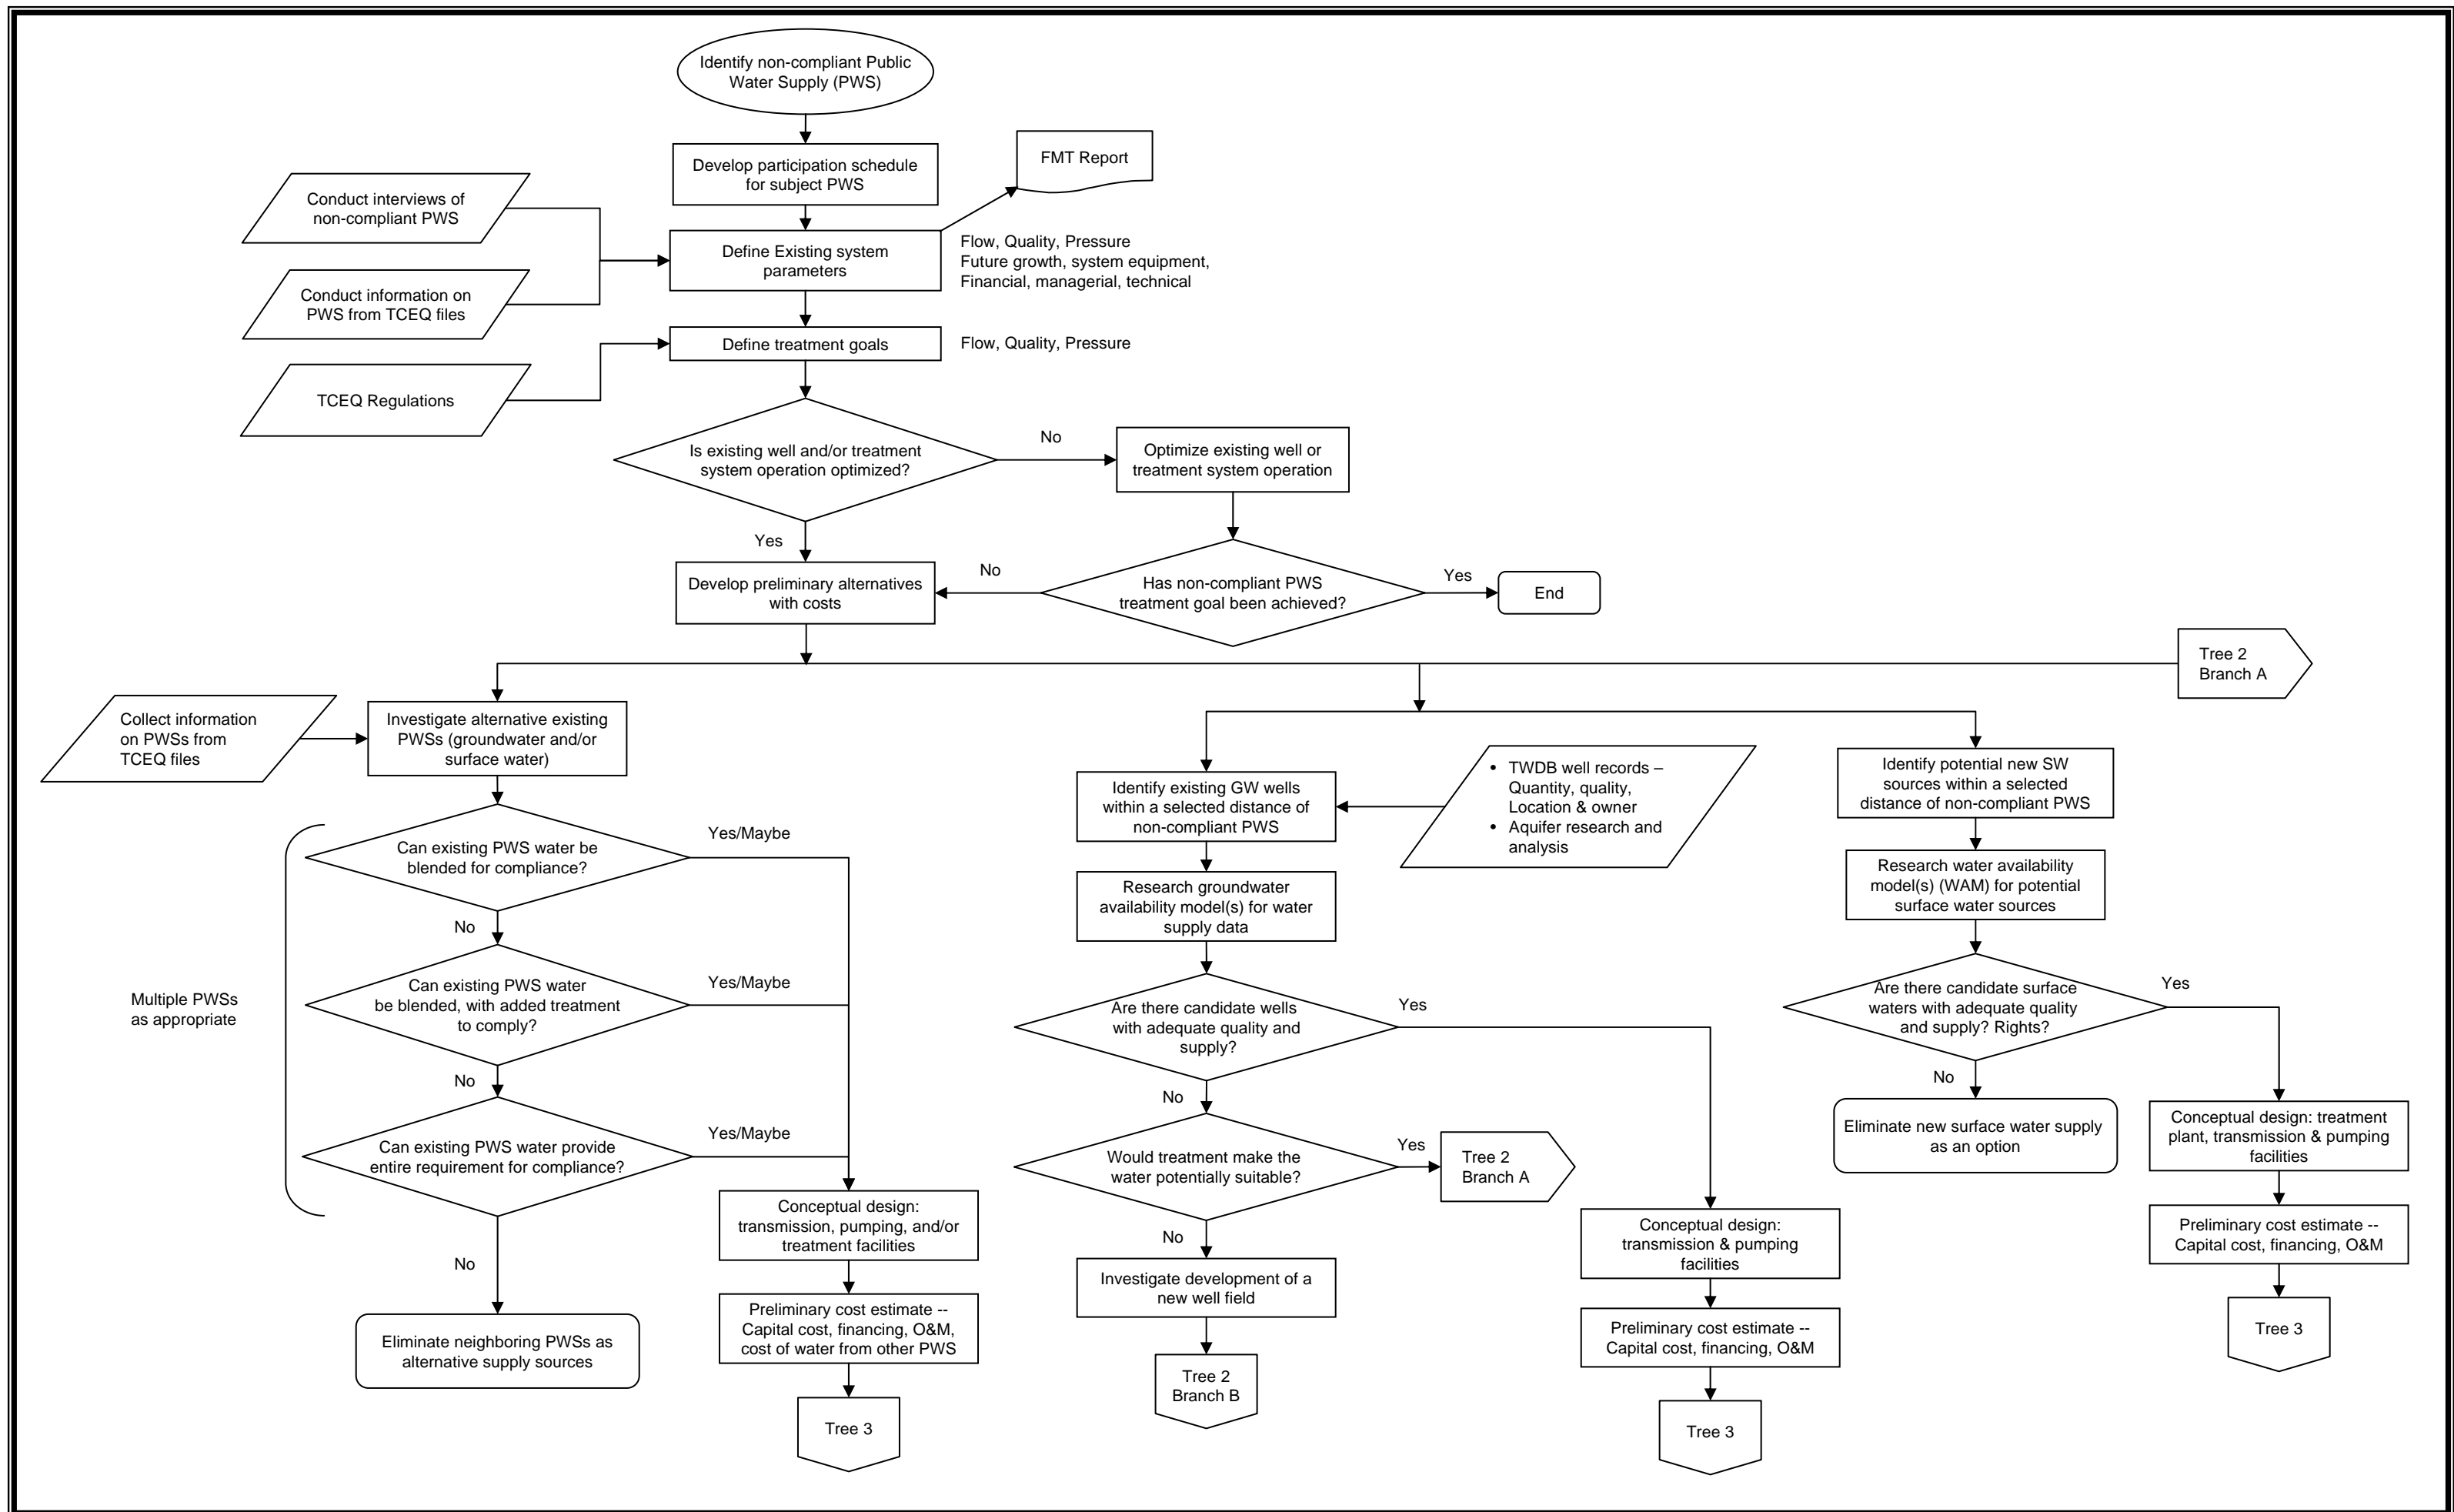 Identify non-compliant Public
Water Supply (PWS)
Develop participation schedule
for subject PWS
FMT Report
Conduct interviews of
non-compliant PWS
Define Existing system
parameters
Flow, Quality, Pressure
Future growth, system equipment,
Financial, managerial, technical
Conduct information on
PWS from TCEQ files
Define treatment goals
Flow, Quality, Pressure
TCEQ Regulations
Is existing well and/or treatment
system operation optimized?
No
Optimize existing well or
treatment system operation
Yes
Develop preliminary alternatives
with costs
No
Has non-compliant PWS
treatment goal been achieved?
Yes
End
Tree 2
Branch A
Collect information
on PWSs from
TCEQ files
Investigate alternative existing
PWSs (groundwater and/or
surface water)
Multiple PWSs
as appropriate
Can existing PWS water be
blended for compliance?
Yes/Maybe
No
Can existing PWS water
be blended, with added treatment
to comply?
Yes/Maybe
No
Can existing PWS water provide
entire requirement for compliance?
Yes/Maybe
No
Eliminate neighboring PWSs as
alternative supply sources
Conceptual design:
transmission, pumping, and/or
treatment facilities
Preliminary cost estimate --
Capital cost, financing, O&M,
cost of water from other PWS
Tree 3
Identify existing GW wells
within a selected distance of
non-compliant PWS
• TWDB well records –
Quantity, quality,
Location & owner
• Aquifer research and
analysis
Research groundwater
availability model(s) for water
supply data
Are there candidate wells
with adequate quality and
supply?
Yes
No
Would treatment make the
water potentially suitable?
Yes
Tree 2
Branch A
No
Investigate development of a
new well field
Tree 2
Branch B
Conceptual design:
transmission & pumping
facilities
Preliminary cost estimate --
Capital cost, financing, O&M
Tree 3
Identify potential new SW
sources within a selected
distance of non-compliant PWS
Research water availability
model(s) (WAM) for potential
surface water sources
Are there candidate surface
waters with adequate quality
and supply? Rights?
Yes
No
Eliminate new surface water supply
as an option
Conceptual design: treatment
plant, transmission & pumping
facilities
Preliminary cost estimate --
Capital cost, financing, O&M
Tree 3